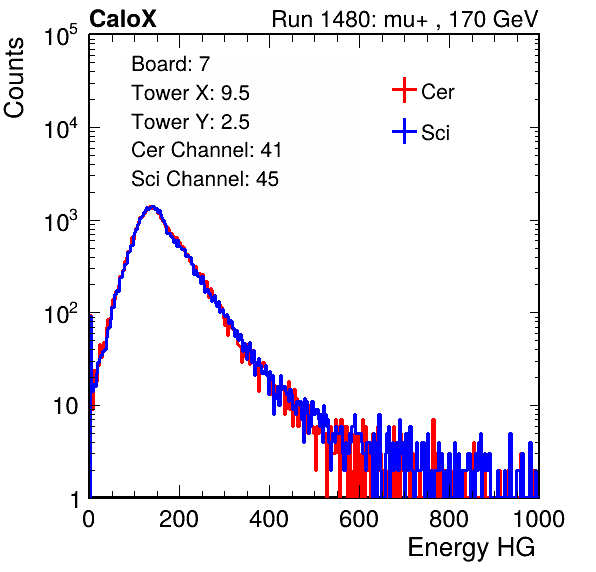 CaloX Run 1480: mu+ , 170 GeV
Counts
10^5
10^4
10^3
10^2
10
1
Board: 7
Tower X: 9.5
Tower Y: 2.5
Cer Channel: 41
Sci Channel: 45
Cer
Sci
0 200 400 600 800 1000
Energy HG